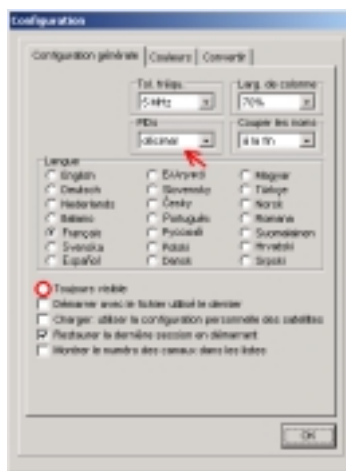 Configuration
Configuration générale Couleurs Convertir
Tol. fréqu. Larg. de colonne
5 MHz 70%
PIDs Couper les noms
décimal à la fin
Langue
English Ελληνικά Magyar
Deutsch Slovensky Türkçe
Nederlands Česky Norsk
Italiano Português Romana
Français Русский Suomalainen
Svenska Polski Hrvatski
Español Dansk Srpski
Toujours visible
Démarrer avec le fichier utilisé le dernier
Charger: utiliser la configuration personnelle des satellites
Restaurer la dernière session en démarrant
Montrer le numéro des canaux dans les listes
OK